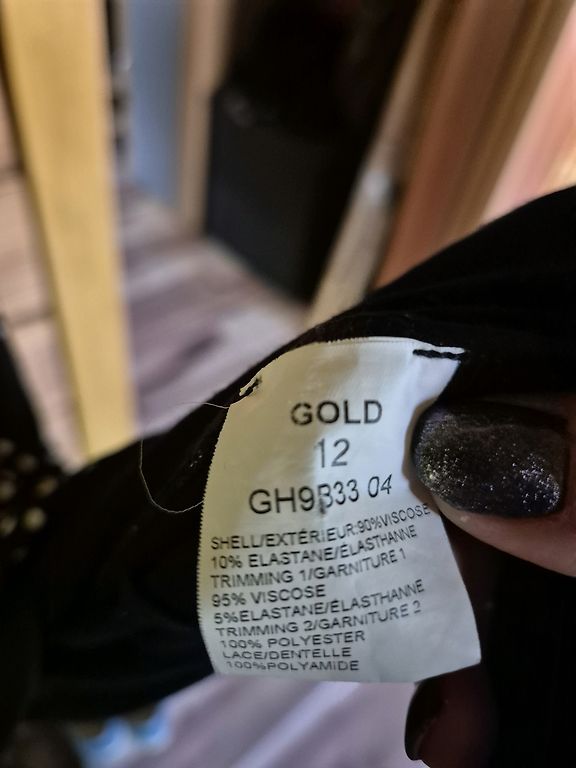 GOLD
12
GH9B33 04
SHELL/EXTÉRIEUR:90%VISCOSE
10% ELASTANE/ÉLASTHANNE
TRIMMING 1/GARNITURE 1
95% VISCOSE
5%ELASTANE/ÉLASTHANNE
TRIMMING 2/GARNITURE 2
100% POLYESTER
LACE/DENTELLE
100%POLYAMIDE